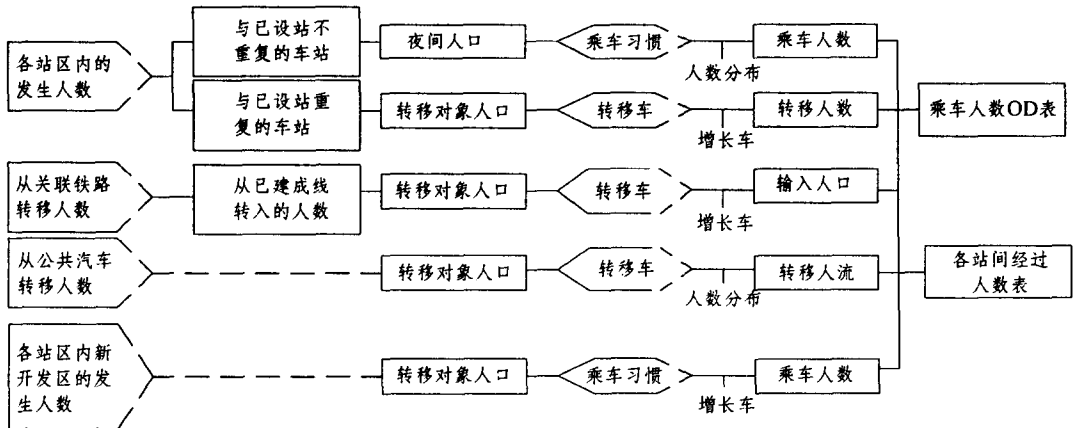 各站区内的
发生人数
与已设站不
重复的车站
夜间人口
乘车习惯
人数分布
乘车人数
与已设站重
复的车站
转移对象人口
转移车
增长车
转移人数
乘车人数OD表
从关联铁路
转移人数
从已建成线
转入的人数
转移对象人口
转移车
增长车
输入人口
从公共汽车
转移人数
转移对象人口
转移车
人数分布
转移人流
各站间经过
人数表
各站区内新
开发区的发
生人数
转移对象人口
乘车习惯
增长车
乘车人数